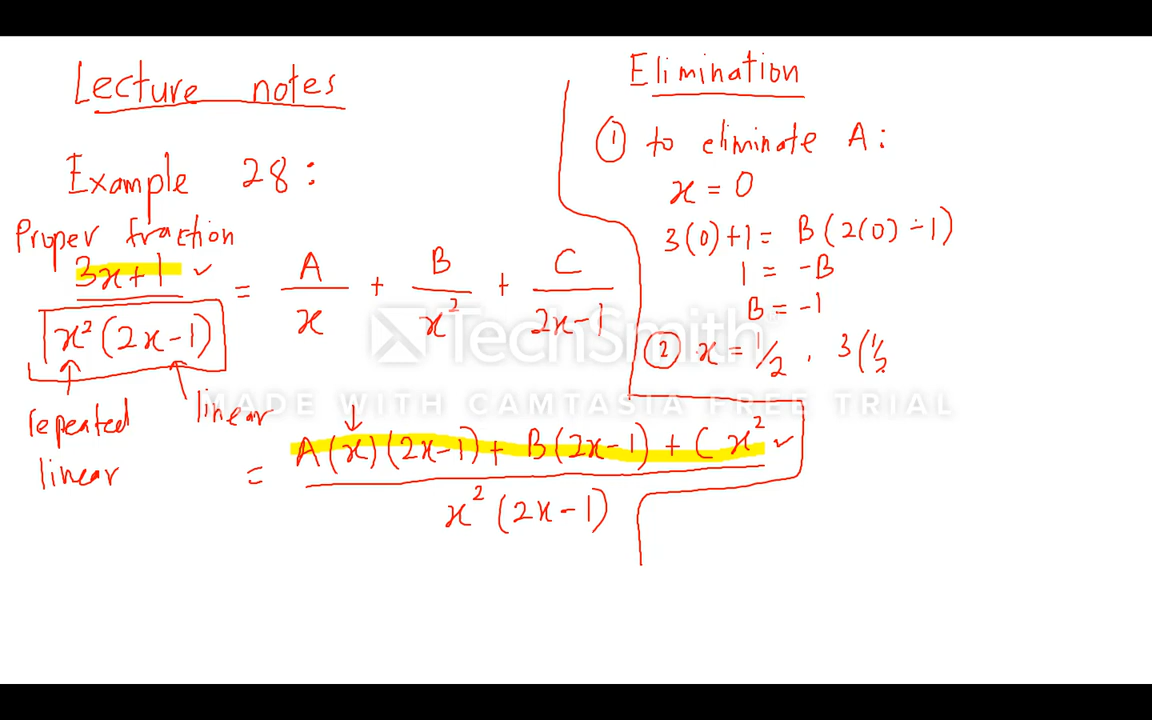 Lecture notes
Example 28:
Proper fraction
3x+1 / x²(2x-1) = A/x + B/x² + C/(2x-1)
repeated linear
linear
= A(x)(2x-1) + B(2x-1) + Cx² / x²(2x-1)
Elimination
① to eliminate A:
x = 0
3(0)+1 = B(2(0)-1)
1 = -B
B = -1
② x = 1/2 , 3(1/2
TechSmith
MADE WITH CAMTASIA FREE TRIAL